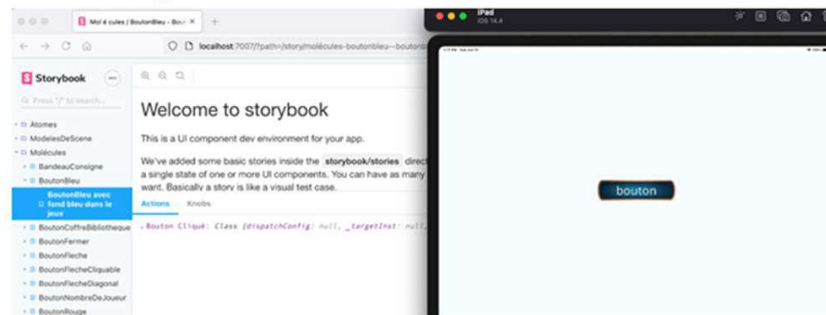 Mol é cules / BoutonBleu - Bout
localhost:7007/?path=/story/molécules-boutonbleu--boutonb
Storybook
Press "/" to search...
Atomes
ModelesDeScene
Molécules
BandeauConsigne
BoutonBleu
BoutonBleu avec
fond bleu dans le
jeux
BoutonCoffreBibliotheque
BoutonFermer
BoutonFleche
BoutonFlecheCliquable
BoutonFlecheDiagonal
BoutonNombreDeJoueur
BoutonRouge
Welcome to storybook
This is a UI component dev environment for your app.
We've added some basic stories inside the storybook/stories direct
a single state of one or more UI components. You can have as many
want. Basically a story is like a visual test case.
Actions Knobs
Bouton Cliqué: Class {dispatchConfig: null, _targetInst: null,
iPad
iOS 14.4
bouton